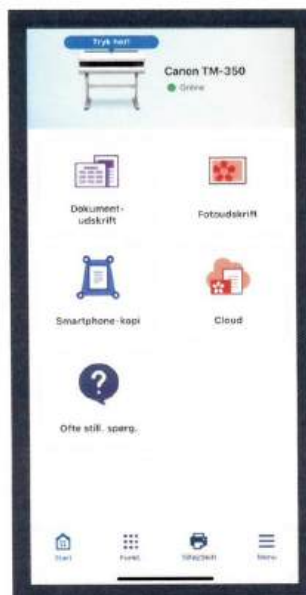 Tryk her!
Canon TM-350
Online
Dokument-
udskrift
Fotoudskrift
Smartphone-kopi
Cloud
Ofte still. spørg.
Start
Funkt.
Menu